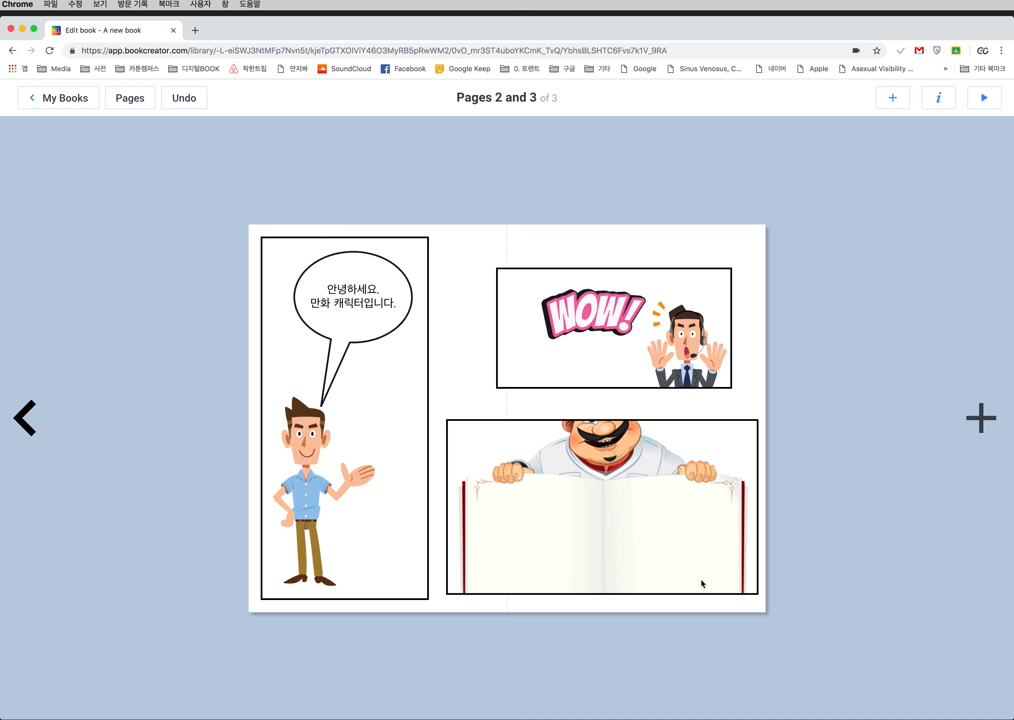 Chrome 파일 수정 보기 방문 기록 북마크 사용자 창 도움말
Edit book - A new book
https://app.bookcreator.com/library/-L-eiSWJ3NtMFp7Nvn5t/kjeTpGTXOIViY46O3MyRB5pRwWM2/0vO_mr3ST4uboYKCmK_TvQ/YbhsBLSHTC6Fvs7k1V_9RA
앱 Media 사전 카툰캠퍼스 디지털BOOK 착한트립 안저봐 SoundCloud Facebook Google Keep 0. 토렌트 구글 기타 Google Sinus Venosus, C... 네이버 Apple Asexual Visibility ... » 기타 북마크
My Books Pages Undo Pages 2 and 3 of 3
안녕하세요.
만화 캐릭터입니다.
WOW!